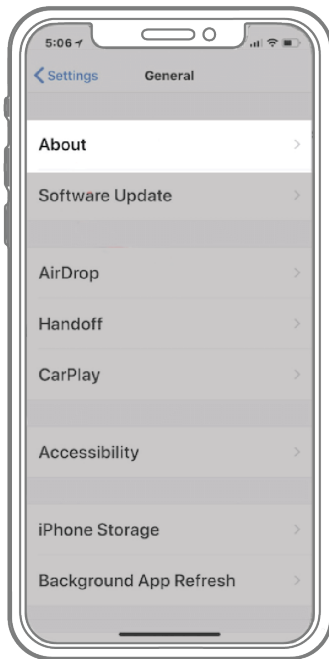 5:06
Settings General
About
Software Update
AirDrop
Handoff
CarPlay
Accessibility
iPhone Storage
Background App Refresh